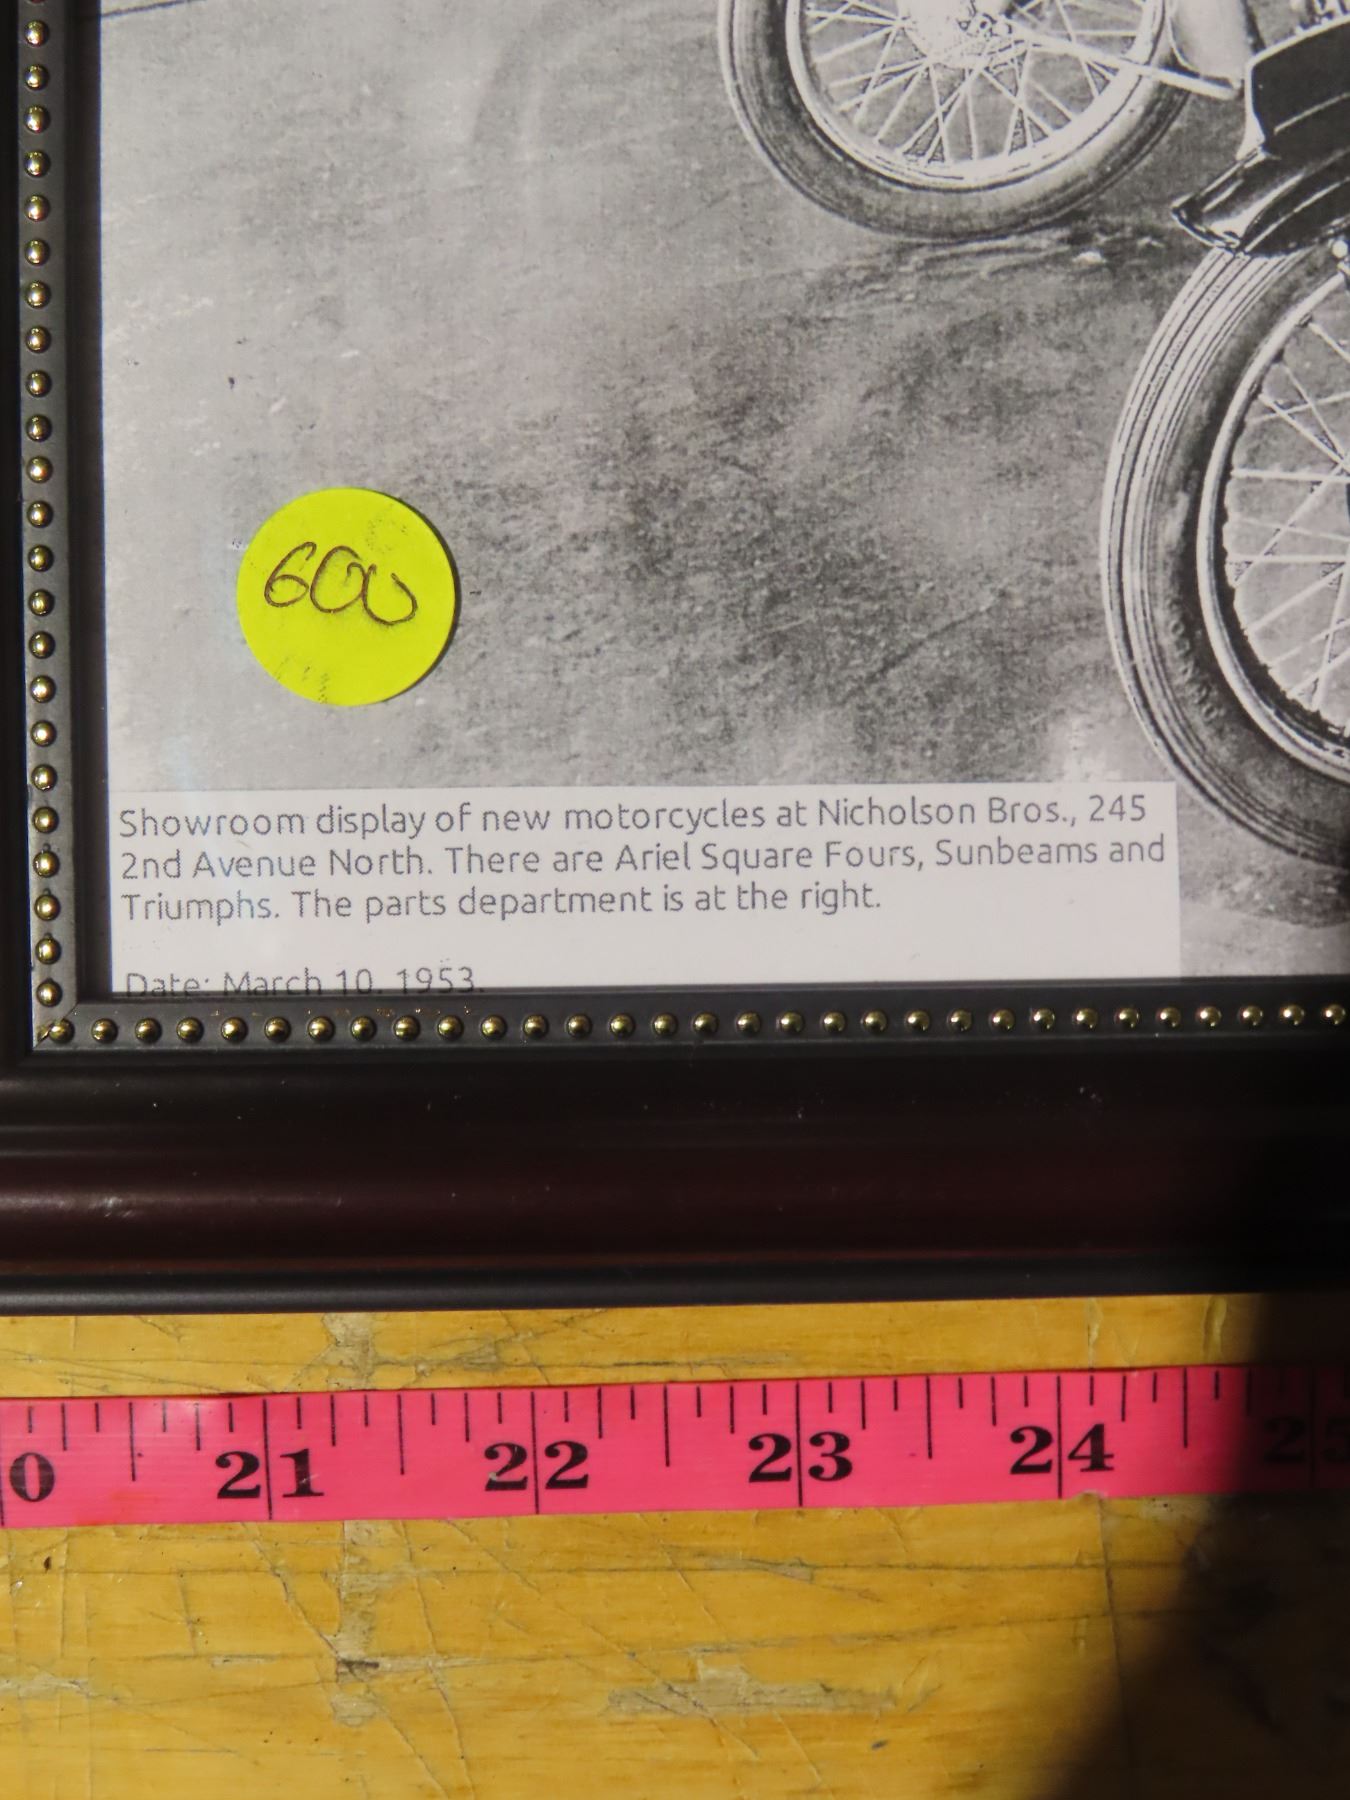 600
Showroom display of new motorcycles at Nicholson Bros., 245
2nd Avenue North. There are Ariel Square Fours, Sunbeams and
Triumphs. The parts department is at the right.
Date: March 10, 1953.
0 21 22 23 24 25